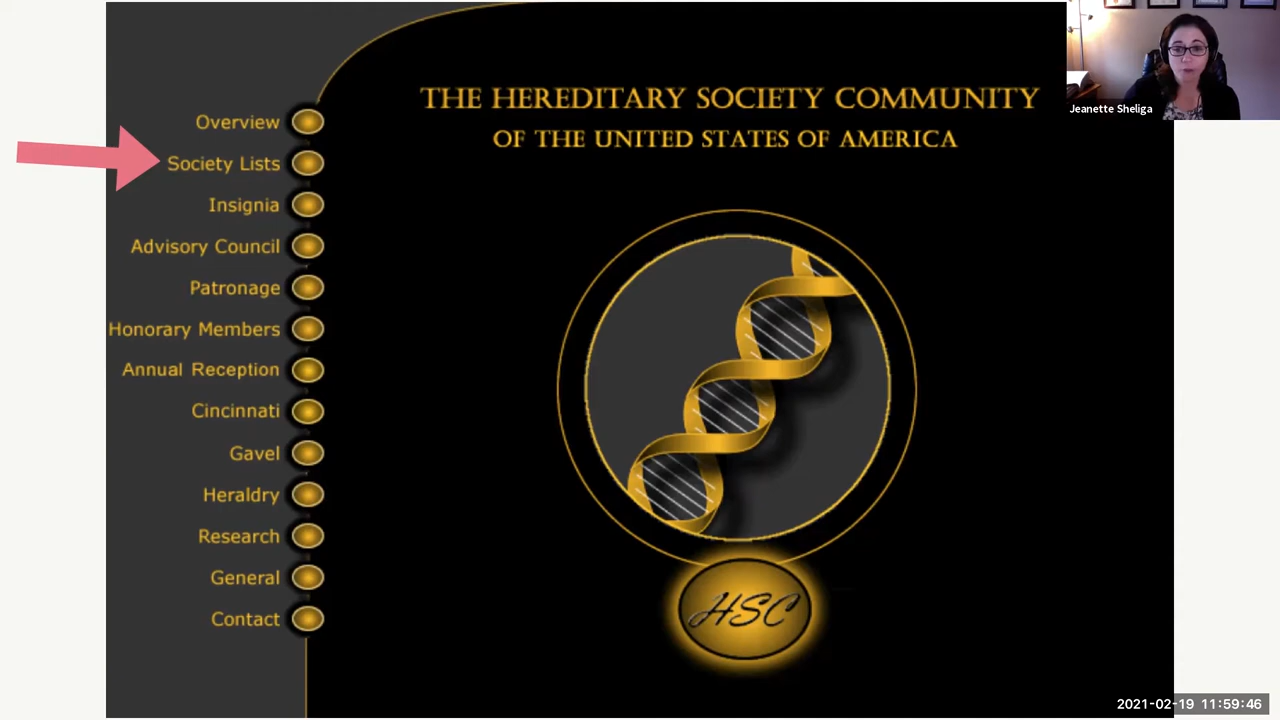 THE HEREDITARY SOCIETY COMMUNITY
OF THE UNITED STATES OF AMERICA
Overview
Society Lists
Insignia
Advisory Council
Patronage
Honorary Members
Annual Reception
Cincinnati
Gavel
Heraldry
Research
General
Contact
HSC
Jeanette Sheliga
2021-02-19 11:59:46